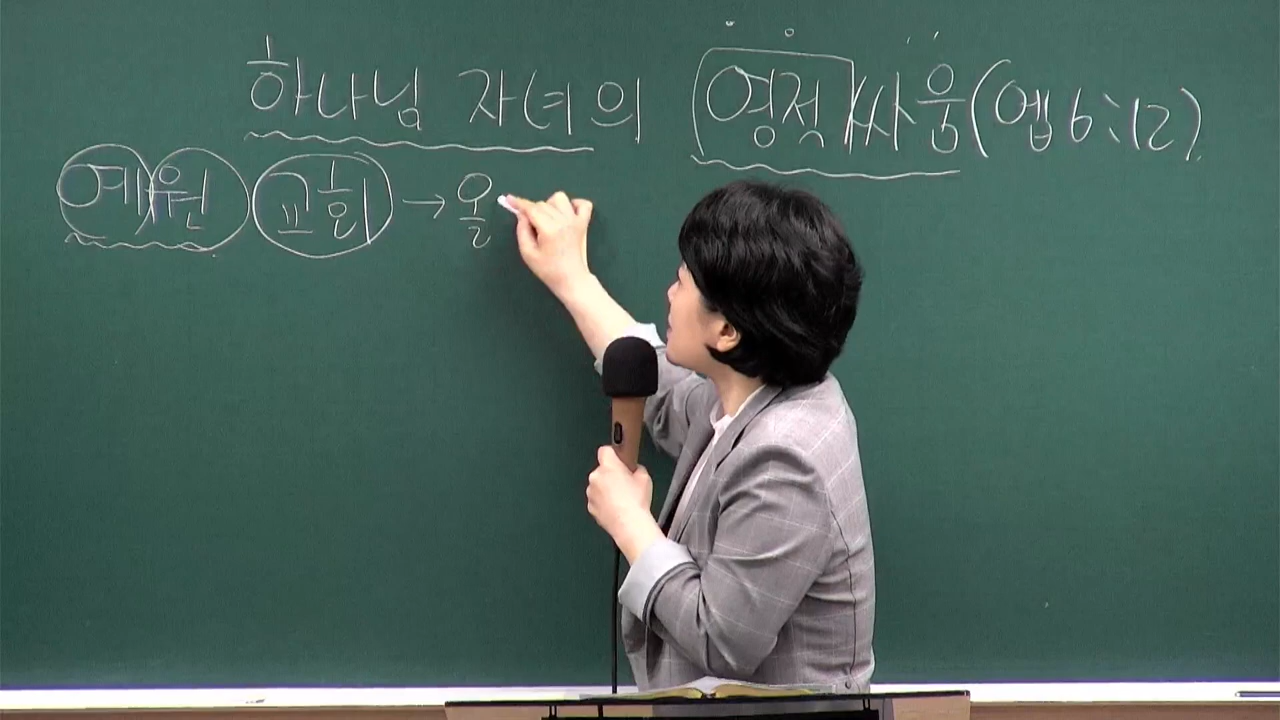 하나님 자녀의 영적싸움(엡 6:12)
예원 교회 → 올